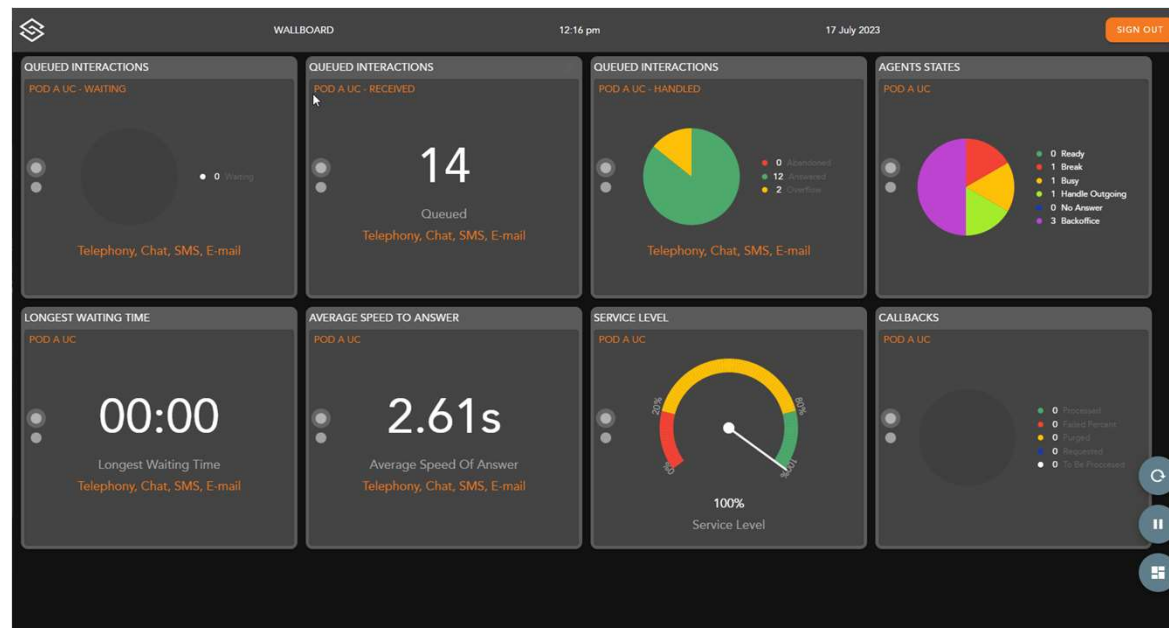 WALLBOARD
12:16 pm
17 July 2023
SIGN OUT
QUEUED INTERACTIONS
POD A UC - WAITING
0 Waiting
Telephony, Chat, SMS, E-mail
QUEUED INTERACTIONS
POD A UC - RECEIVED
14
Queued
Telephony, Chat, SMS, E-mail
QUEUED INTERACTIONS
POD A UC - HANDLED
0 Abandoned
12 Answered
2 Overflow
Telephony, Chat, SMS, E-mail
AGENTS STATES
POD A UC
0 Ready
1 Break
1 Busy
1 Handle Outgoing
0 No Answer
3 Backoffice
LONGEST WAITING TIME
POD A UC
00:00
Longest Waiting Time
Telephony, Chat, SMS, E-mail
AVERAGE SPEED TO ANSWER
POD A UC
2.61s
Average Speed Of Answer
Telephony, Chat, SMS, E-mail
SERVICE LEVEL
POD A UC
0%
20%
80%
100%
100%
Service Level
CALLBACKS
POD A UC
0 Processed
0 Failed Percent
0 Purged
0 Requested
0 To Be Processed